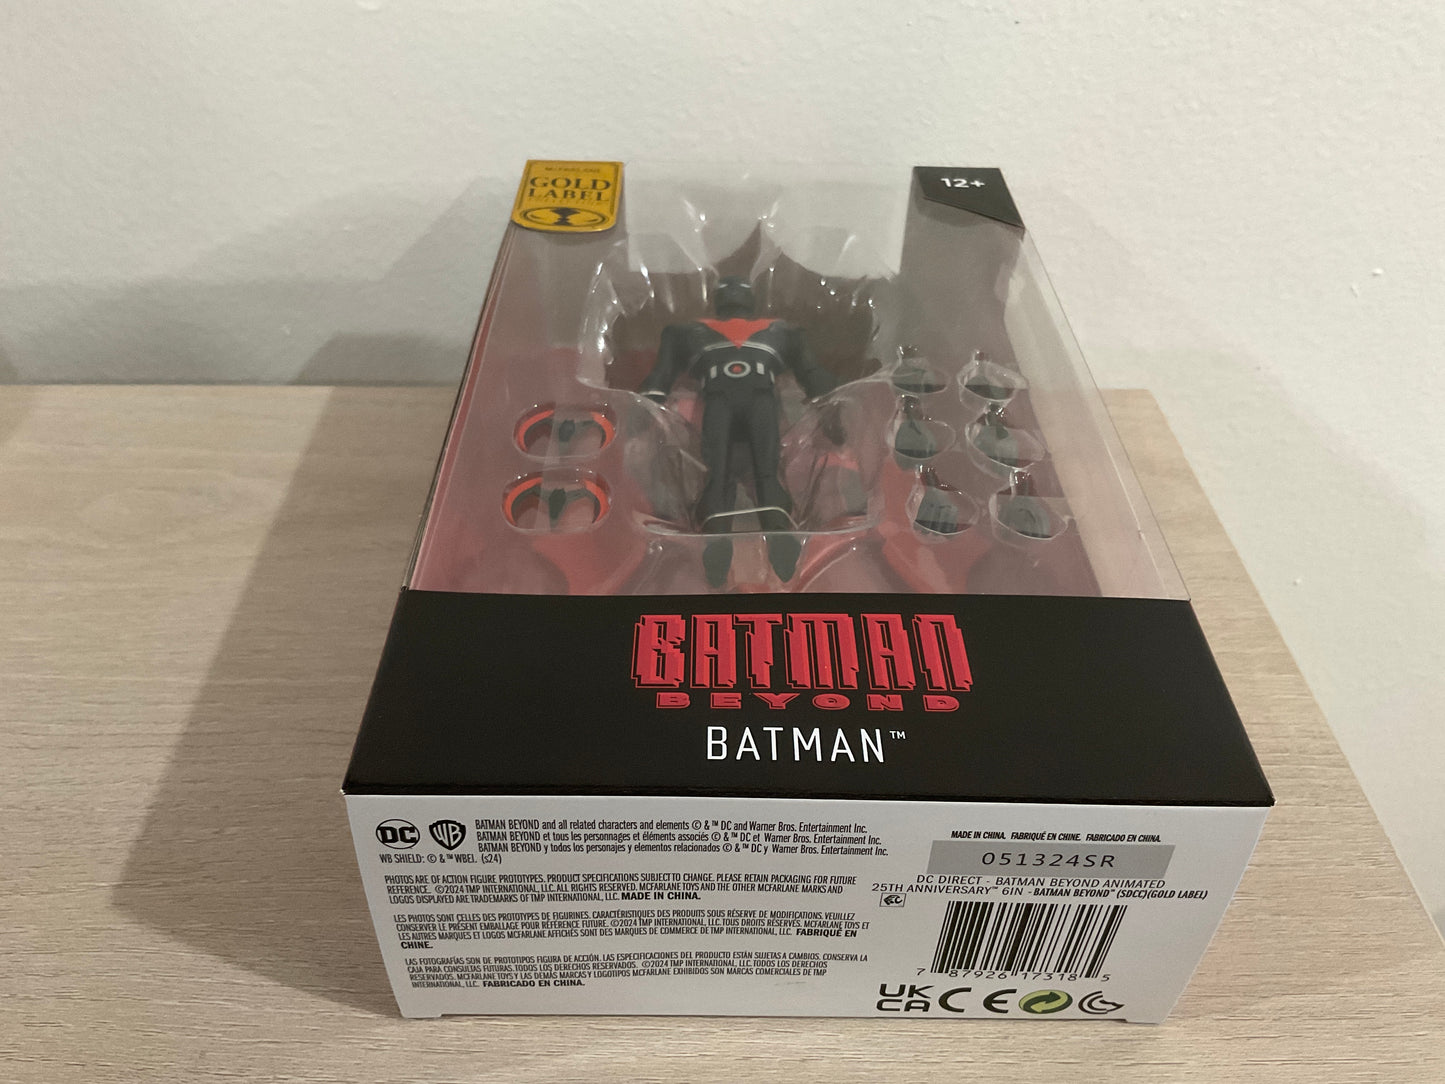 McFARLANE
GOLD
LABEL
COLLECTION
12+
BATMAN
BEYOND
BATMAN™
DC
WB
BATMAN BEYOND and all related characters and elements © & ™ DC and Warner Bros. Entertainment Inc.
BATMAN BEYOND et tous les personnages et éléments associés © & ™ DC et Warner Bros. Entertainment Inc.
BATMAN BEYOND y todos los personajes y elementos relacionados © & ™ DC y Warner Bros. Entertainment Inc.
WB SHIELD: © & ™ WBEI. (s24)
PHOTOS ARE OF ACTION FIGURE PROTOTYPES. PRODUCT SPECIFICATIONS SUBJECT TO CHANGE. PLEASE RETAIN PACKAGING FOR FUTURE
REFERENCE. ©2024 TMP INTERNATIONAL, LLC. ALL RIGHTS RESERVED. MCFARLANE TOYS AND THE OTHER MCFARLANE MARKS AND
LOGOS DISPLAYED ARE TRADEMARKS OF TMP INTERNATIONAL, LLC. MADE IN CHINA.
LES PHOTOS SONT CELLES DES PROTOTYPES DE FIGURINES. CARACTÉRISTIQUES DES PRODUITS SOUS RÉSERVE DE MODIFICATIONS. VEUILLEZ
CONSERVER LE PRÉSENT EMBALLAGE POUR RÉFÉRENCE FUTURE. ©2024 TMP INTERNATIONAL, LLC. TOUS DROITS RÉSERVÉS. MCFARLANE TOYS ET
LES AUTRES MARQUES ET LOGOS MCFARLANE AFFICHÉS SONT DES MARQUES DE COMMERCE DE TMP INTERNATIONAL, LLC. FABRIQUÉ EN
CHINE.
LAS FOTOGRAFÍAS SON DE PROTOTIPOS FIGURA DE ACCIÓN. LAS ESPECIFICACIONES DEL PRODUCTO ESTÁN SUJETAS A CAMBIOS. CONSERVA LA
CAJA PARA CONSULTAS FUTURAS. TODOS LOS DERECHOS RESERVADOS. ©2024 TMP INTERNATIONAL, LLC. TODOS LOS DERECHOS
RESERVADOS. MCFARLANE TOYS Y LAS DEMÁS MARCAS Y LOGOTIPOS MCFARLANE EXHIBIDOS SON MARCAS COMERCIALES DE TMP
INTERNATIONAL, LLC. FABRICADO EN CHINA.
MADE IN CHINA. FABRIQUÉ EN CHINE. FABRICADO EN CHINA.
051324SR
DC DIRECT - BATMAN BEYOND ANIMATED
25TH ANNIVERSARY™ 6IN -BATMAN BEYOND™ (SDCC)(GOLD LABEL)
7 87926 17318 5
UK
CA CE